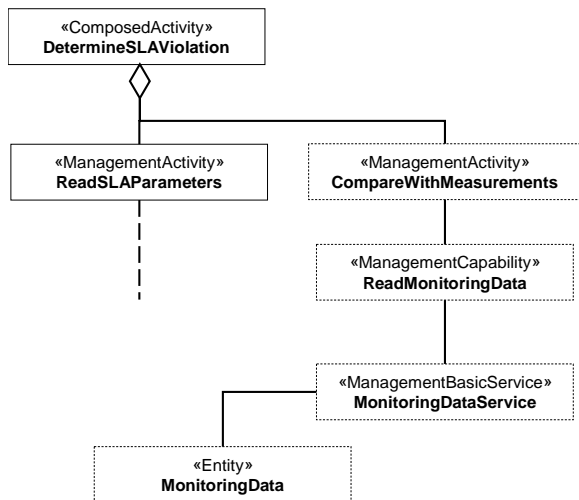 «ComposedActivity»
DetermineSLAViolation
«ManagementActivity»
ReadSLAParameters
«ManagementActivity»
CompareWithMeasurements
«ManagementCapability»
ReadMonitoringData
«ManagementBasicService»
MonitoringDataService
«Entity»
MonitoringData